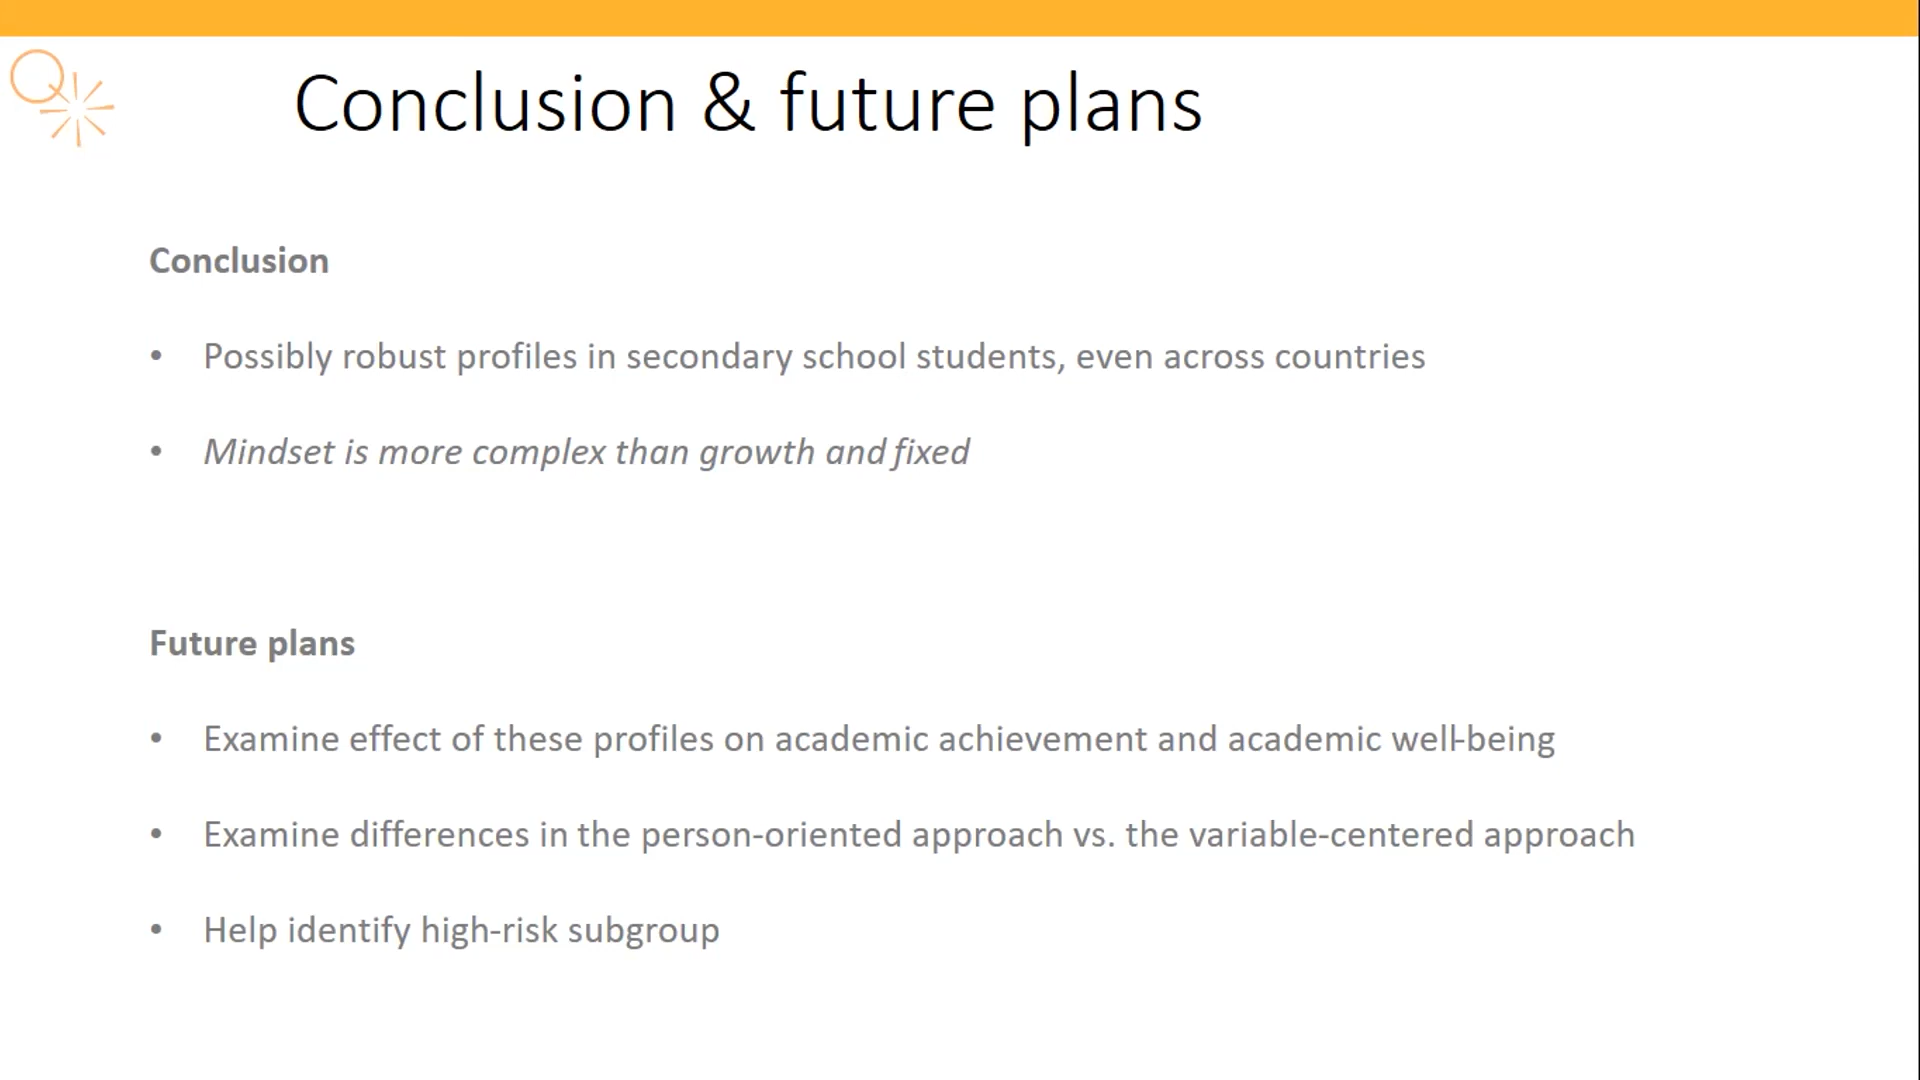 Conclusion & future plans
Conclusion
• Possibly robust profiles in secondary school students, even across countries
• Mindset is more complex than growth and fixed
Future plans
• Examine effect of these profiles on academic achievement and academic well-being
• Examine differences in the person-oriented approach vs. the variable-centered approach
• Help identify high-risk subgroup